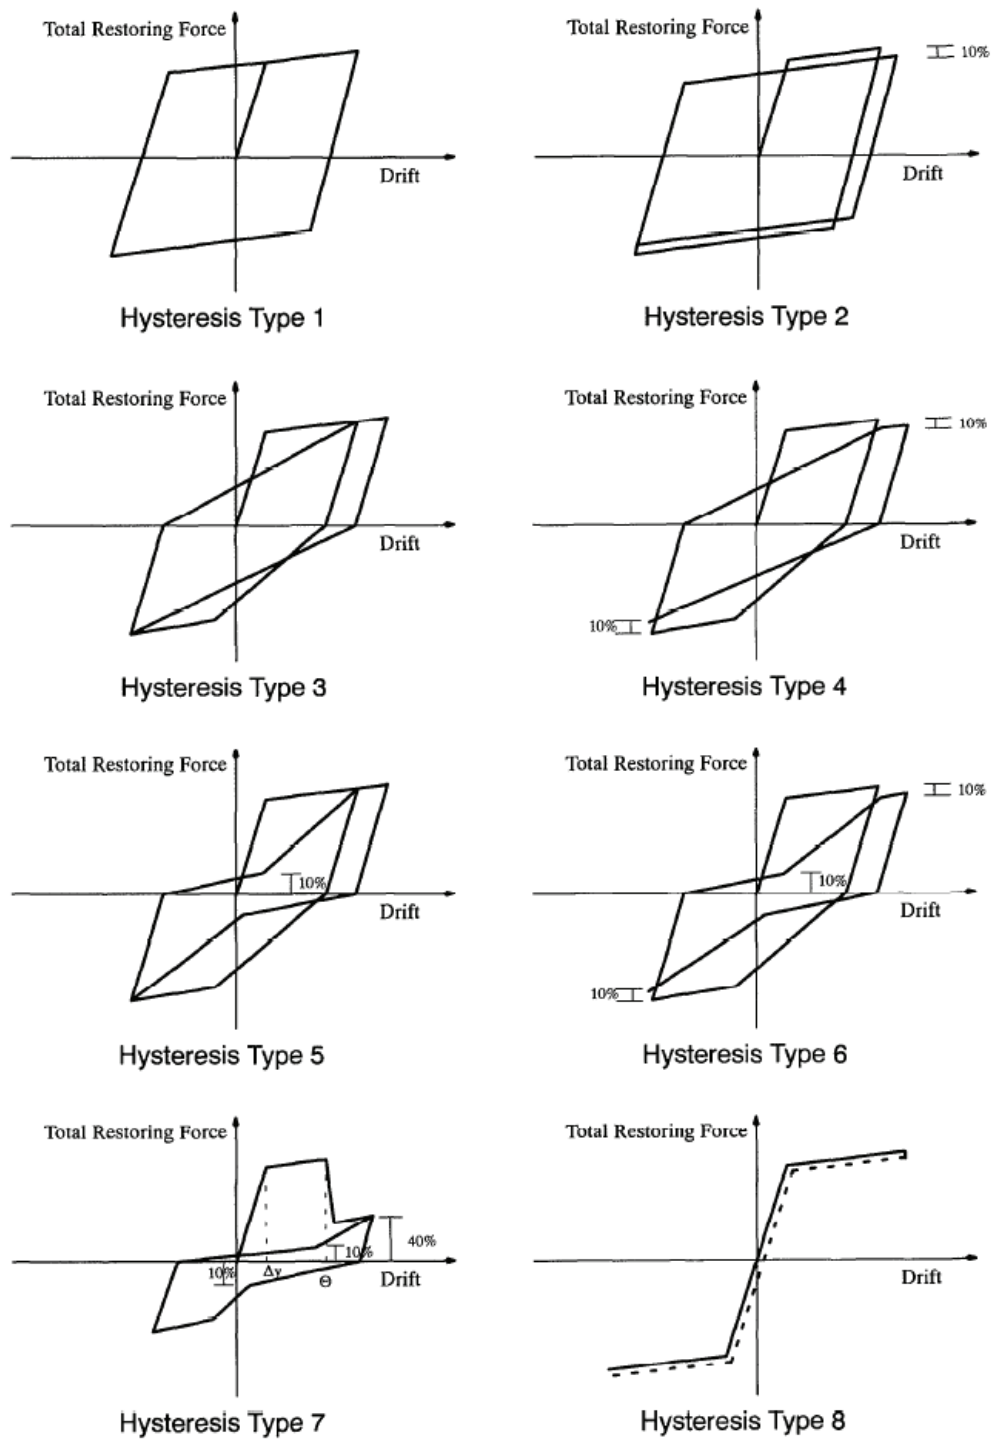 Total Restoring Force
Drift
Hysteresis Type 1
Total Restoring Force
10%
Drift
Hysteresis Type 2
Total Restoring Force
Drift
Hysteresis Type 3
Total Restoring Force
10%
Drift
10%
Hysteresis Type 4
Total Restoring Force
10%
Drift
Hysteresis Type 5
Total Restoring Force
10%
10%
Drift
10%
Hysteresis Type 6
Total Restoring Force
40%
10%
10%
Δy
Θ
Drift
Hysteresis Type 7
Total Restoring Force
Drift
Hysteresis Type 8